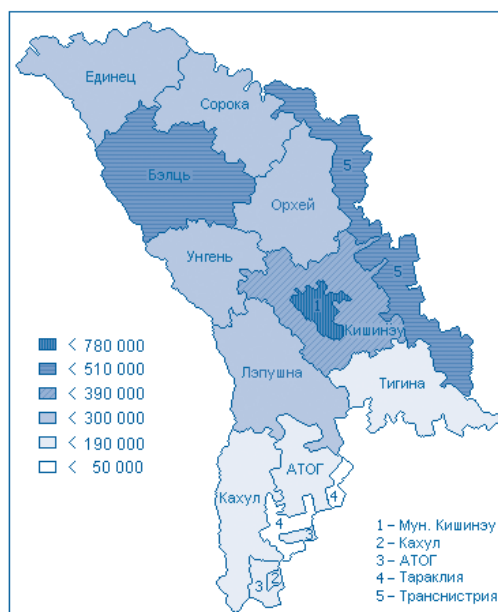 Единец
Сорока
Бэлць
5
Орхей
Унгень
5
1
Кишинэу
< 780 000
< 510 000
< 390 000
< 300 000
< 190 000
< 50 000
Лэпушна
Тигина
АТОГ
Кахул
4
4
3
3
2
1 – Мун. Кишинэу
2 – Кахул
3 – АТОГ
4 – Тараклия
5 – Транснистрия